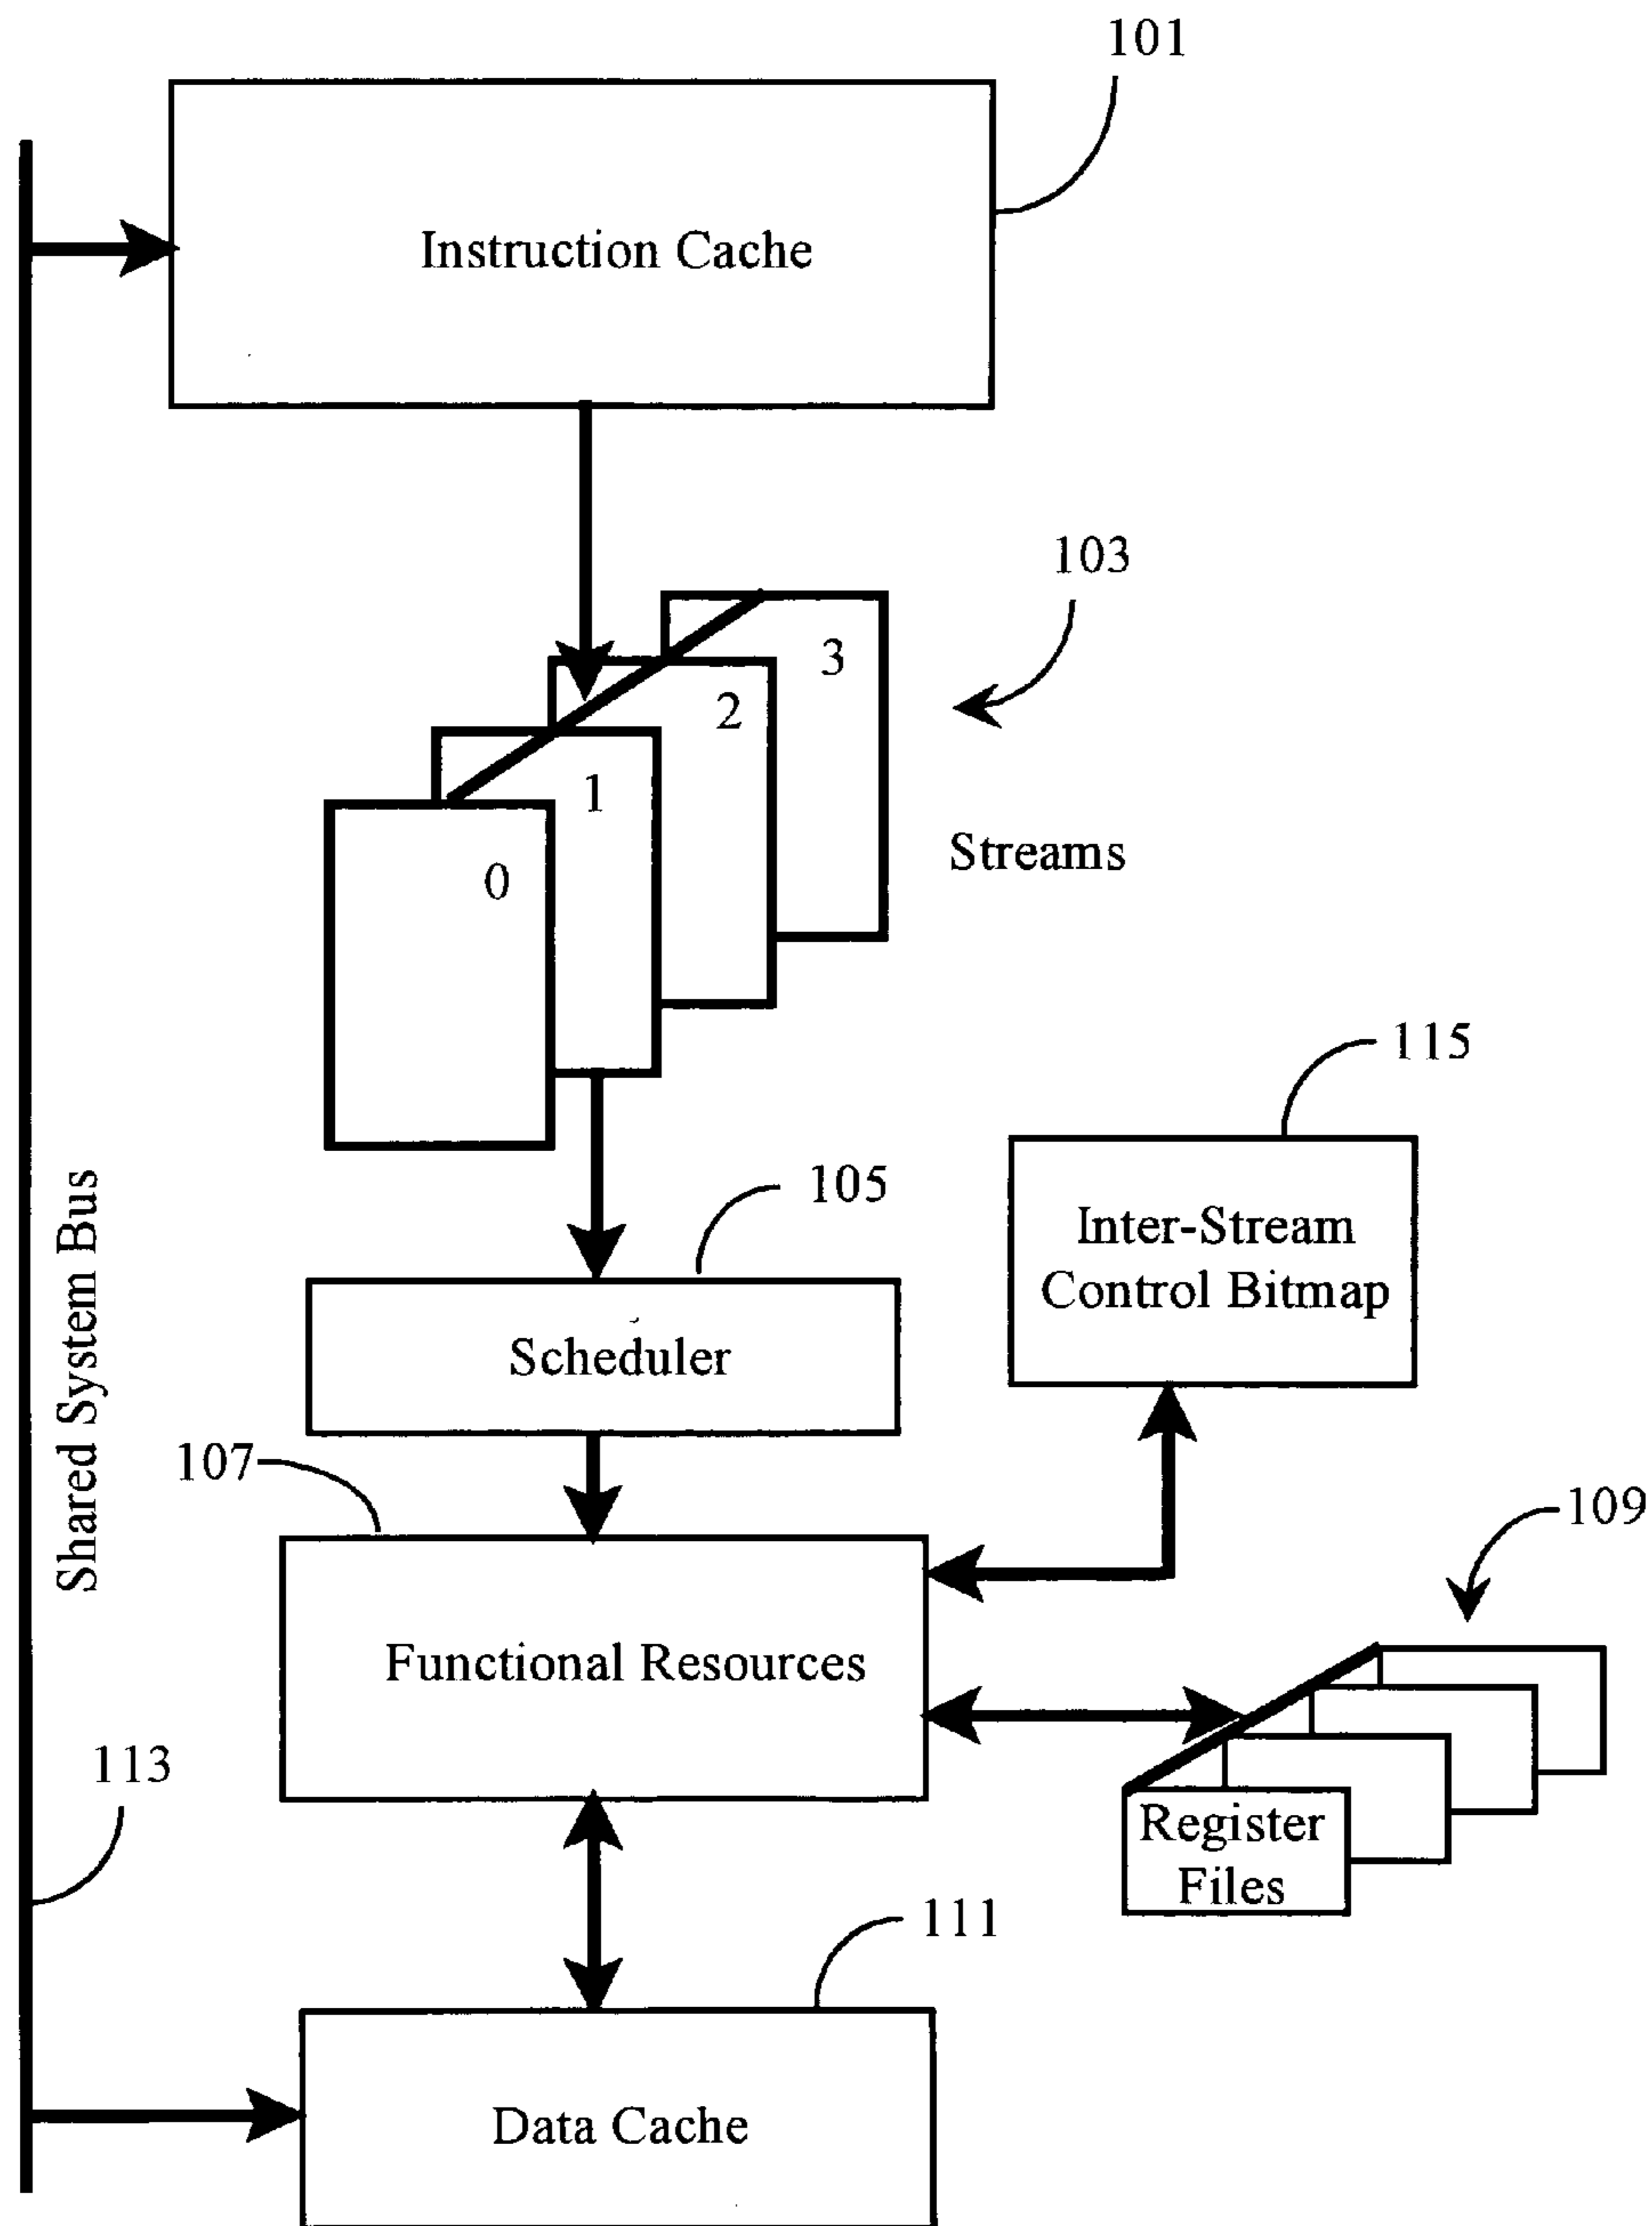 101
Instruction Cache
103
3
2
1
0
Streams
115
105
Inter-Stream
Control Bitmap
Scheduler
Shared System Bus
107
109
Functional Resources
113
Register
Files
111
Data Cache